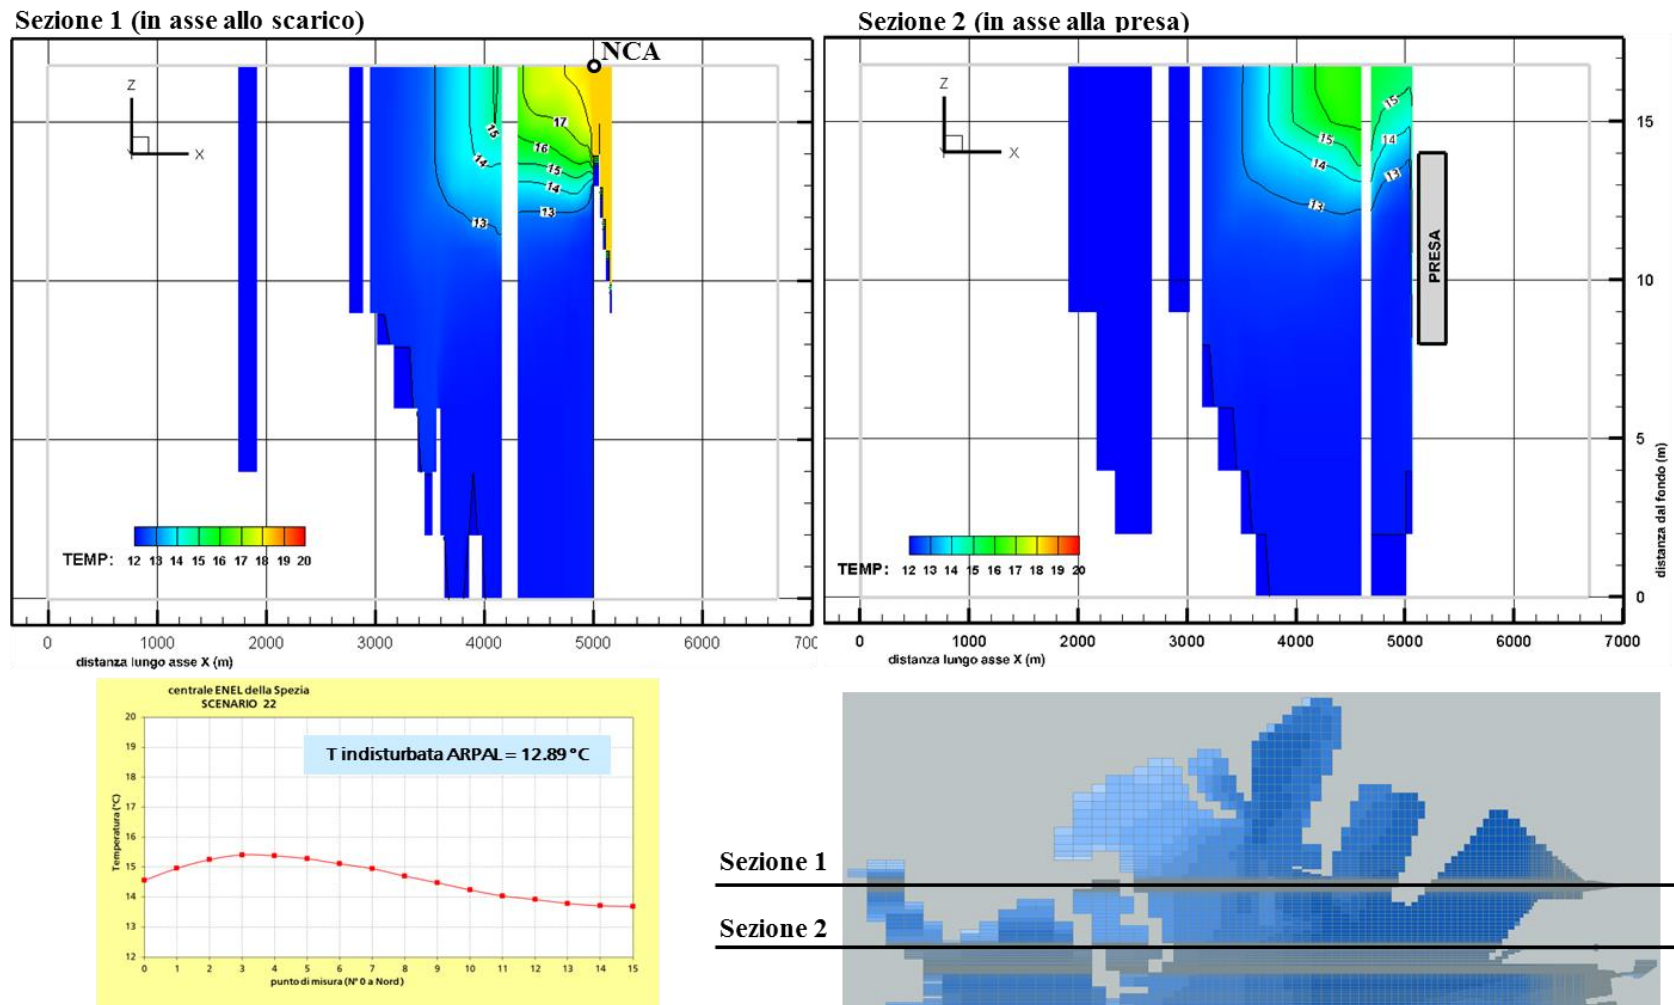 Sezione 1 (in asse allo scarico)
NCA
Z
X
15
17
16
14
15
14
13
13
TEMP: 12 13 14 15 16 17 18 19 20
0 1000 2000 3000 4000 5000 6000 700
distanza lungo asse X (m)
Sezione 2 (in asse alla presa)
Z
X
15
15
14
14
13
13
PRESA
15
10
5
0
distanza dal fondo (m)
TEMP: 12 13 14 15 16 17 18 19 20
0 1000 2000 3000 4000 5000 6000 7000
distanza lungo asse X (m)
centrale ENEL della Spezia
SCENARIO 22
T indisturbata ARPAL = 12.89 °C
Temperatura (°C)
20
19
18
17
16
15
14
13
12
0 1 2 3 4 5 6 7 8 9 10 11 12 13 14 15
punto di misura (N° 0 a Nord)
Sezione 1
Sezione 2